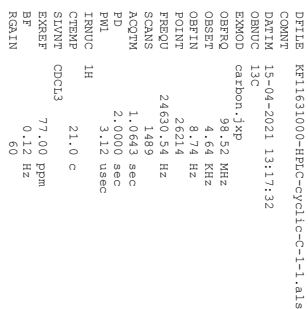 DFILE KF11631000-HPLC-cyclic-C-1-1.als
COMNT
DATIM 15-04-2021 13:17:32
OBNUC 13C
EXMOD carbon.jxp
OBFRQ 98.52 MHz
OBSET 4.64 KHz
OBFIN 8.74 Hz
POINT 26214
FREQU 24630.54 Hz
SCANS 1489
ACQTM 1.0643 sec
PD 2.0000 sec
PW1 3.12 usec
IRNUC 1H
CTEMP 21.0 c
SLVNT CDCL3
EXREF 77.00 ppm
BF 0.12 Hz
RGAIN 60